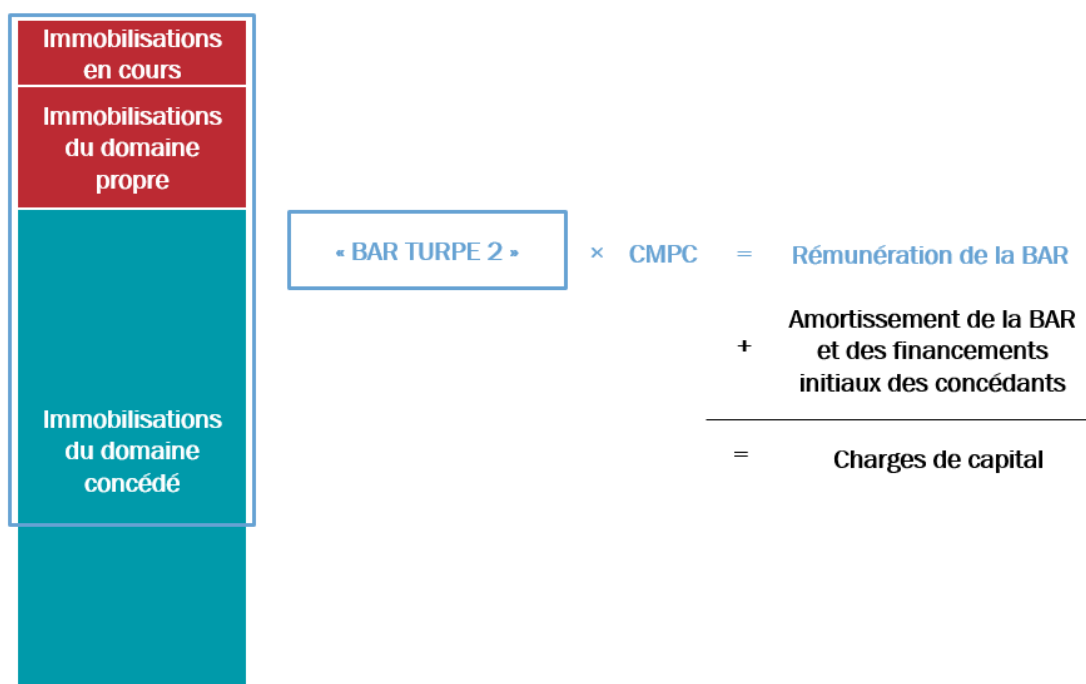 Immobilisations
en cours
Immobilisations
du domaine
propre
Immobilisations
du domaine
concédé
« BAR TURPE 2 » × CMPC = Rémunération de la BAR
+ Amortissement de la BAR
et des financements
initiaux des concédants
= Charges de capital